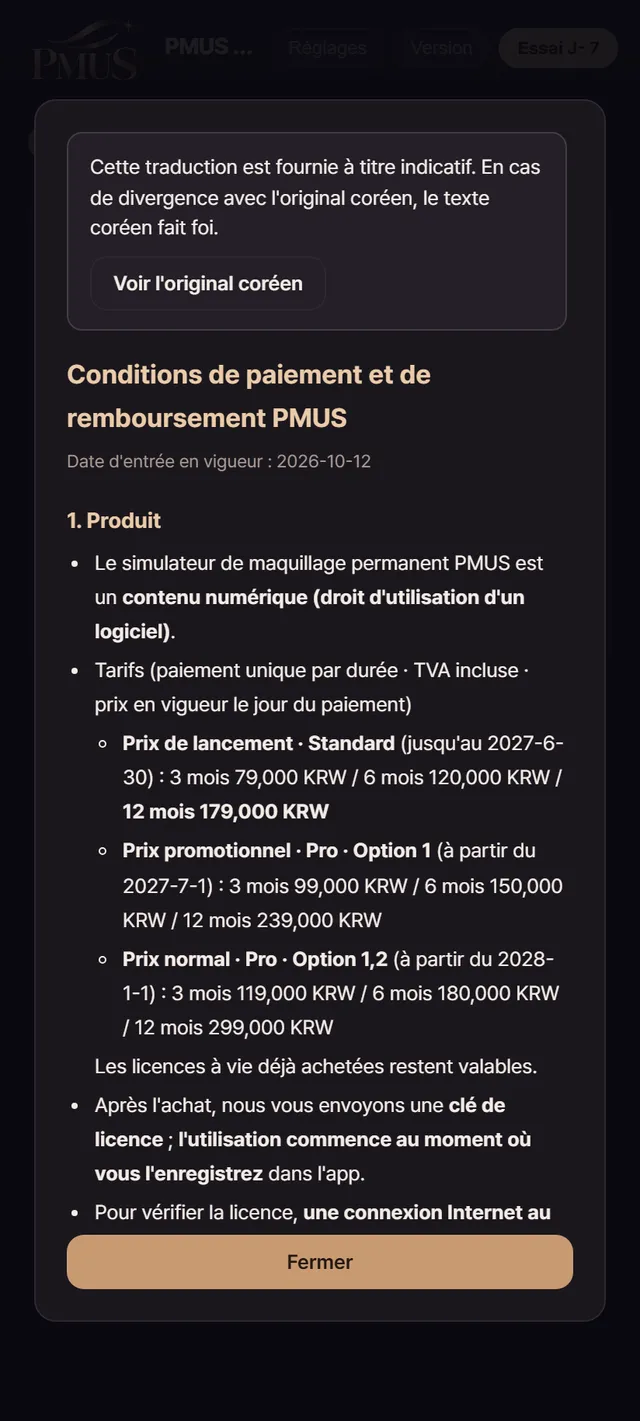 PMUS
PMUS ...
Réglages
Version
Essai J- 7
Cette traduction est fournie à titre indicatif. En cas
de divergence avec l'original coréen, le texte
coréen fait foi.
Voir l'original coréen
Conditions de paiement et de
remboursement PMUS
Date d'entrée en vigueur : 2026-10-12
1. Produit
• Le simulateur de maquillage permanent PMUS est
un contenu numérique (droit d'utilisation d'un
logiciel).
• Tarifs (paiement unique par durée · TVA incluse ·
prix en vigueur le jour du paiement)
◦ Prix de lancement · Standard (jusqu'au 2027-6-
30) : 3 mois 79,000 KRW / 6 mois 120,000 KRW /
12 mois 179,000 KRW
◦ Prix promotionnel · Pro · Option 1 (à partir du
2027-7-1) : 3 mois 99,000 KRW / 6 mois 150,000
KRW / 12 mois 239,000 KRW
◦ Prix normal · Pro · Option 1,2 (à partir du 2028-
1-1) : 3 mois 119,000 KRW / 6 mois 180,000 KRW
/ 12 mois 299,000 KRW
Les licences à vie déjà achetées restent valables.
• Après l'achat, nous vous envoyons une clé de
licence ; l'utilisation commence au moment où
vous l'enregistrez dans l'app.
• Pour vérifier la licence, une connexion Internet au
Fermer